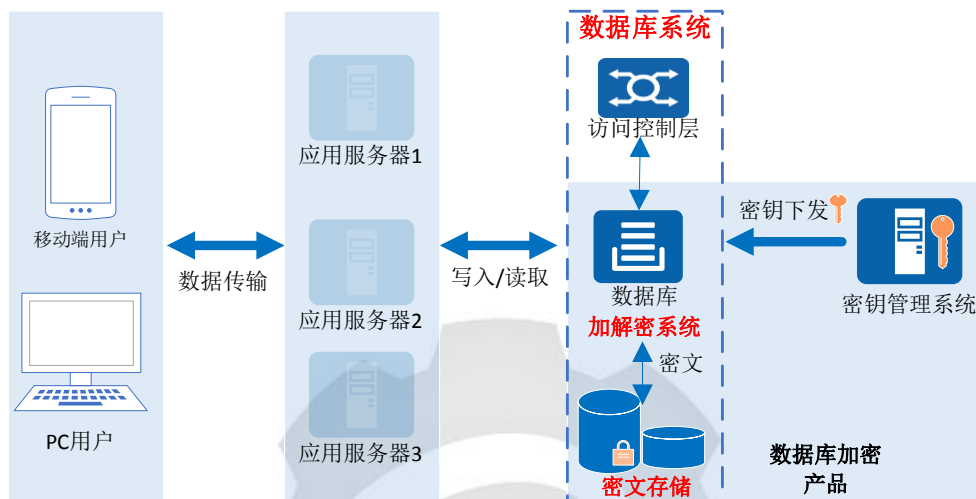 移动端用户
PC用户
数据传输
应用服务器1
应用服务器2
应用服务器3
写入/读取
数据库系统
访问控制层
数据库
加解密系统
密文
密文存储
密钥下发
密钥管理系统
数据库加密
产品